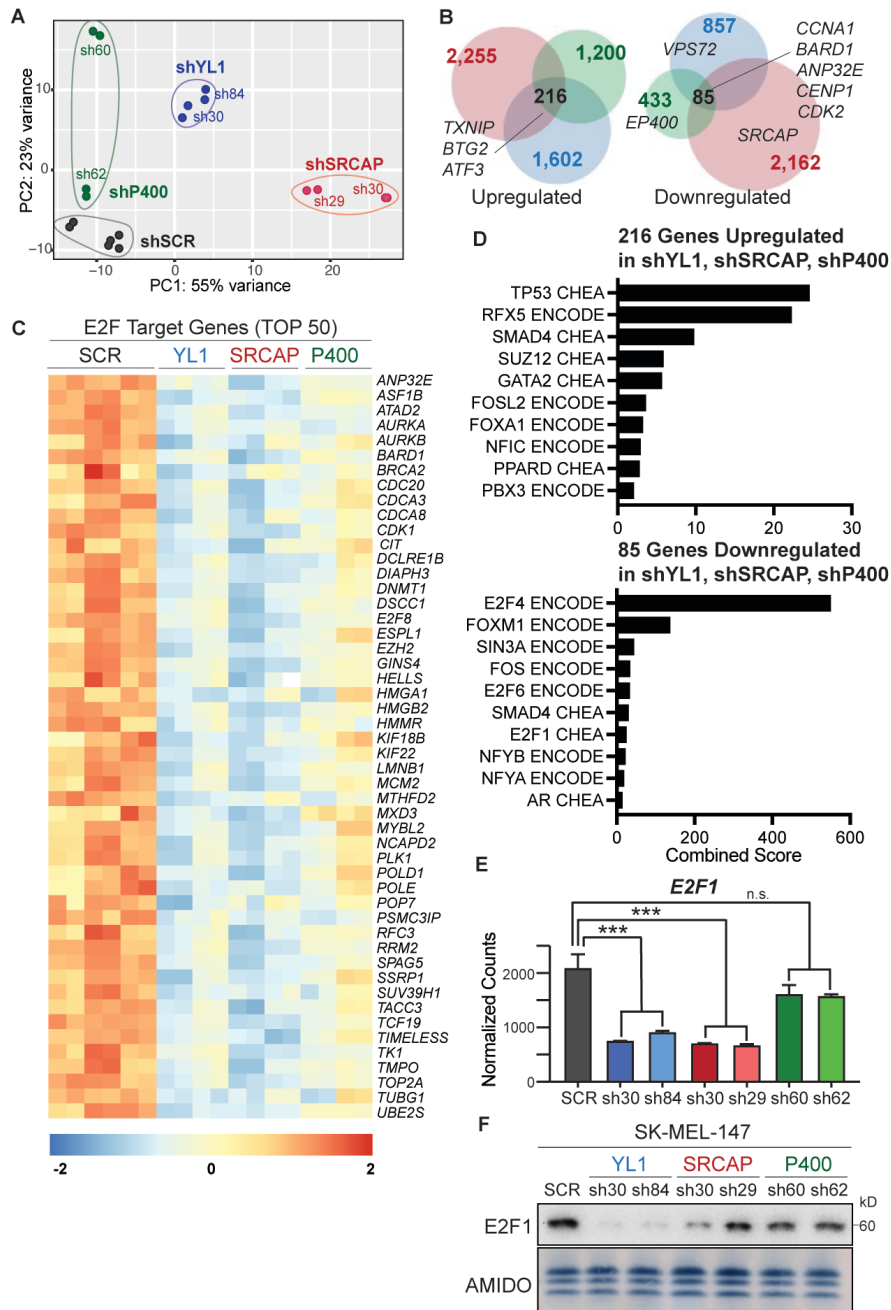 A
PC2: 23% variance
10
0
−10
sh60
sh62
shP400
shYL1
sh84
sh30
shSRCAP
sh29
sh30
shSCR
−10
0
10
20
PC1: 55% variance
B
2,255
1,200
216
1,602
TXNIP
BTG2
ATF3
Upregulated
857
VPS72
433
85
EP400
SRCAP
2,162
CCNA1
BARD1
ANP32E
CENP1
CDK2
Downregulated
C
E2F Target Genes (TOP 50)
SCR YL1 SRCAP P400
ANP32E
ASF1B
ATAD2
AURKA
AURKB
BARD1
BRCA2
CDC20
CDCA3
CDCA8
CDK1
CIT
DCLRE1B
DIAPH3
DNMT1
DSCC1
E2F8
ESPL1
EZH2
GINS4
HELLS
HMGA1
HMGB2
HMMR
KIF18B
KIF22
LMNB1
MCM2
MTHFD2
MXD3
MYBL2
NCAPD2
PLK1
POLD1
POLE
POP7
PSMC3IP
RFC3
RRM2
SPAG5
SSRP1
SUV39H1
TACC3
TCF19
TIMELESS
TK1
TMPO
TOP2A
TUBG1
UBE2S
-2 0 2
D
216 Genes Upregulated
in shYL1, shSRCAP, shP400
TP53 CHEA
RFX5 ENCODE
SMAD4 CHEA
SUZ12 CHEA
GATA2 CHEA
FOSL2 ENCODE
FOXA1 ENCODE
NFIC ENCODE
PPARD CHEA
PBX3 ENCODE
0 10 20 30
85 Genes Downregulated
in shYL1, shSRCAP, shP400
E2F4 ENCODE
FOXM1 ENCODE
SIN3A ENCODE
FOS ENCODE
E2F6 ENCODE
SMAD4 CHEA
E2F1 CHEA
NFYB ENCODE
NFYA ENCODE
AR CHEA
0 200 400 600
Combined Score
E
E2F1
n.s.
***
***
Normalized Counts
2000
1000
0
SCR sh30 sh84 sh30 sh29 sh60 sh62
F
SK-MEL-147
YL1 SRCAP P400
SCR sh30 sh84 sh30 sh29 sh60 sh62
kD
E2F1
60
AMIDO